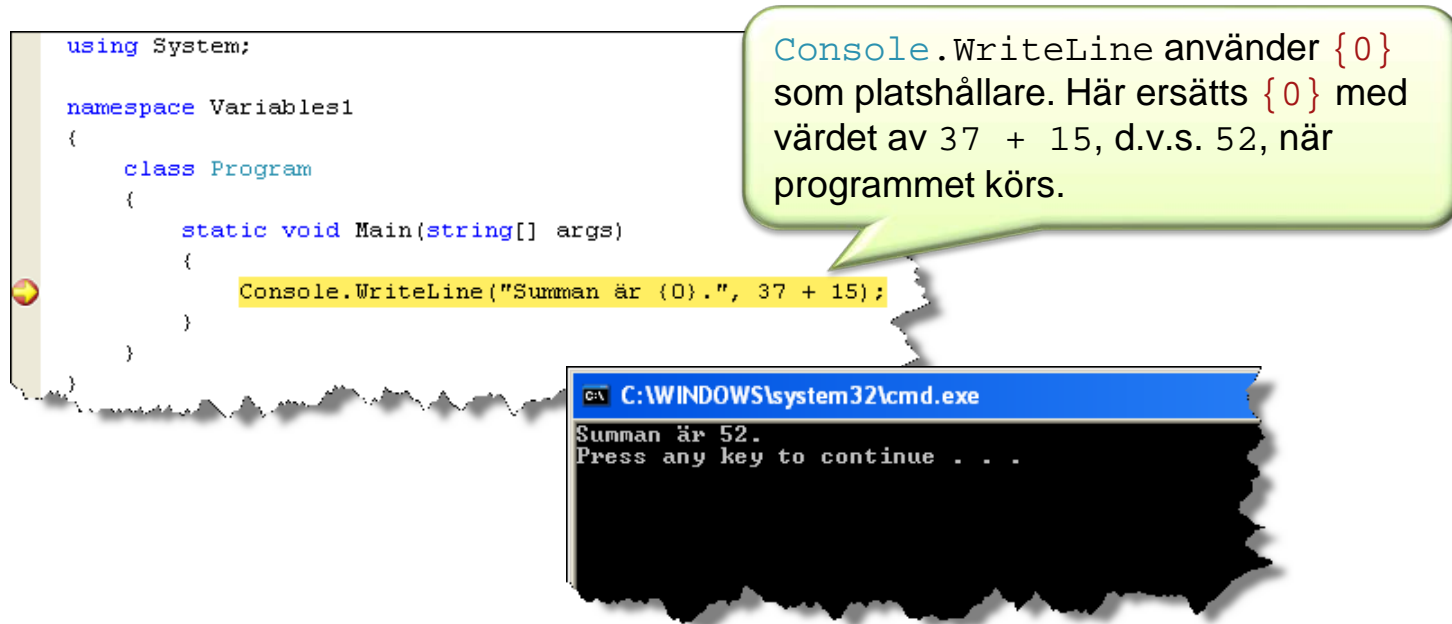 using System;
namespace Variables1
{
class Program
{
static void Main(string[] args)
{
Console.WriteLine("Summan är {0}.", 37 + 15);
}
}
}
Console.WriteLine använder {0}
som platshållare. Här ersätts {0} med
värdet av 37 + 15, d.v.s. 52, när
programmet körs.
C:\WINDOWS\system32\cmd.exe
Summan är 52.
Press any key to continue . . .